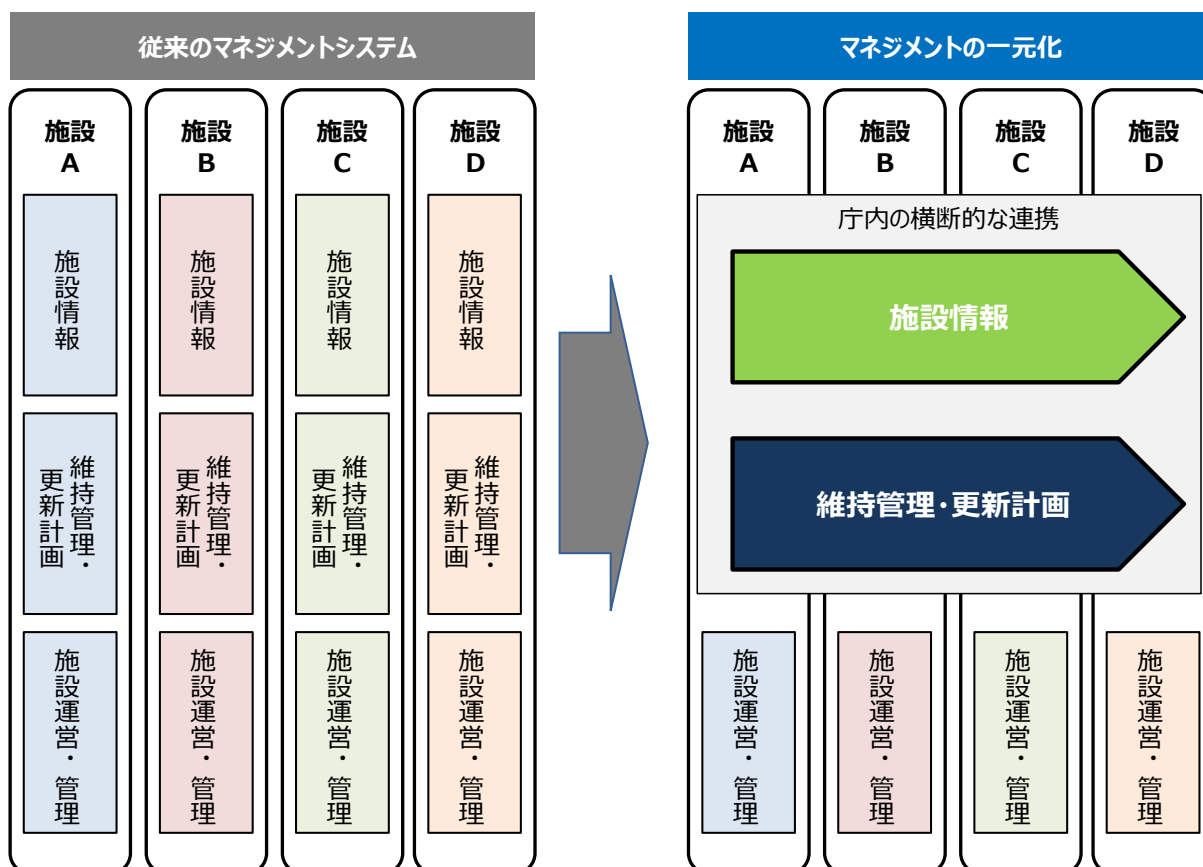 従来のマネジメントシステム
施設
A
施設
B
施設
C
施設
D
施設情報
施設情報
施設情報
施設情報
維持管理・
更新計画
維持管理・
更新計画
維持管理・
更新計画
維持管理・
更新計画
施設運営・管理
施設運営・管理
施設運営・管理
施設運営・管理
マネジメントの一元化
施設
A
施設
B
施設
C
施設
D
庁内の横断的な連携
施設情報
維持管理・更新計画
施設運営・管理
施設運営・管理
施設運営・管理
施設運営・管理